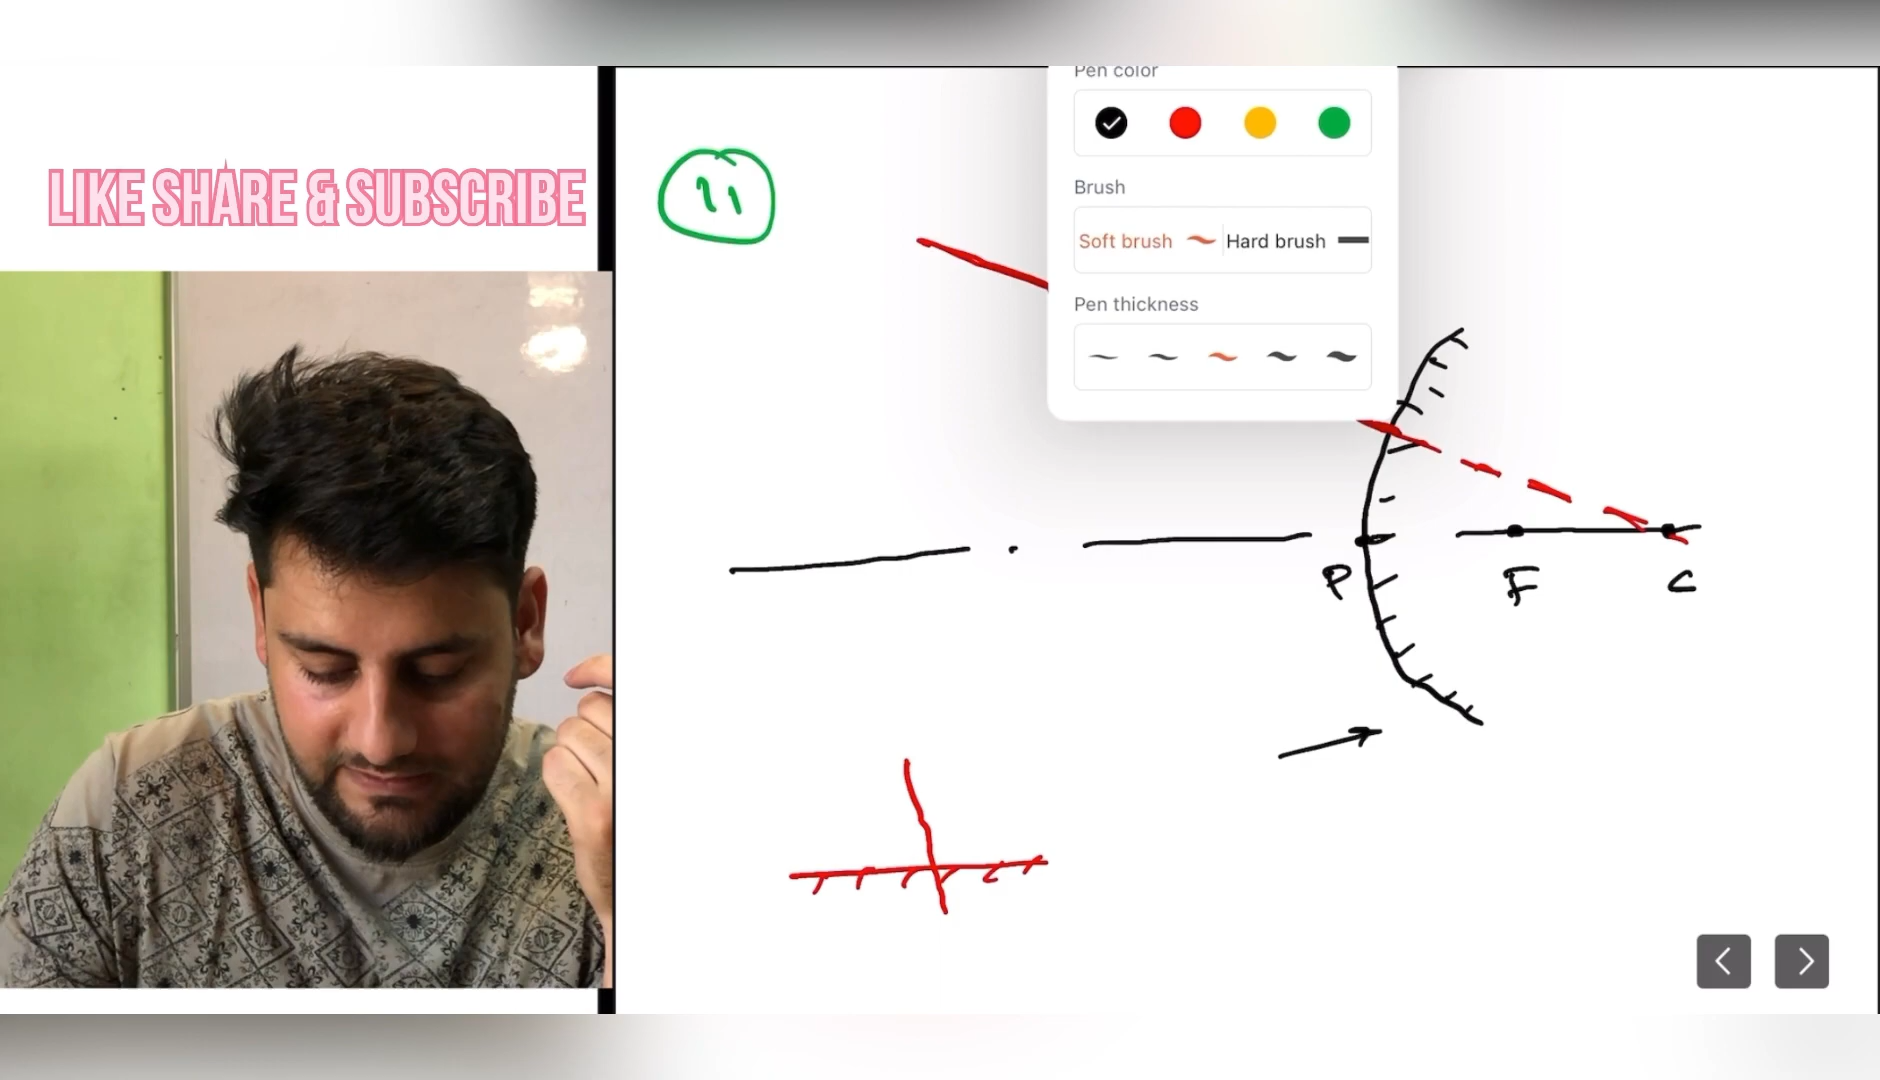 LIKE SHARE & SUBSCRIBE
Pen color
Brush
Soft brush Hard brush
Pen thickness
11
P F C